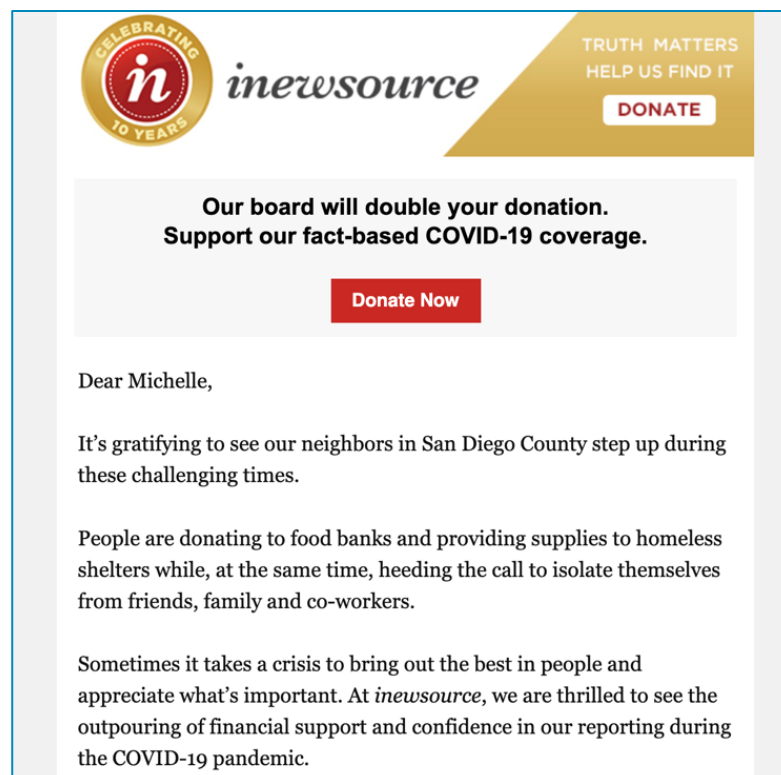 CELEBRATING
in
10 YEARS
inewsource
TRUTH MATTERS
HELP US FIND IT
DONATE
Our board will double your donation.
Support our fact-based COVID-19 coverage.
Donate Now
Dear Michelle,
It’s gratifying to see our neighbors in San Diego County step up during
these challenging times.
People are donating to food banks and providing supplies to homeless
shelters while, at the same time, heeding the call to isolate themselves
from friends, family and co-workers.
Sometimes it takes a crisis to bring out the best in people and
appreciate what’s important. At inewsource, we are thrilled to see the
outpouring of financial support and confidence in our reporting during
the COVID-19 pandemic.